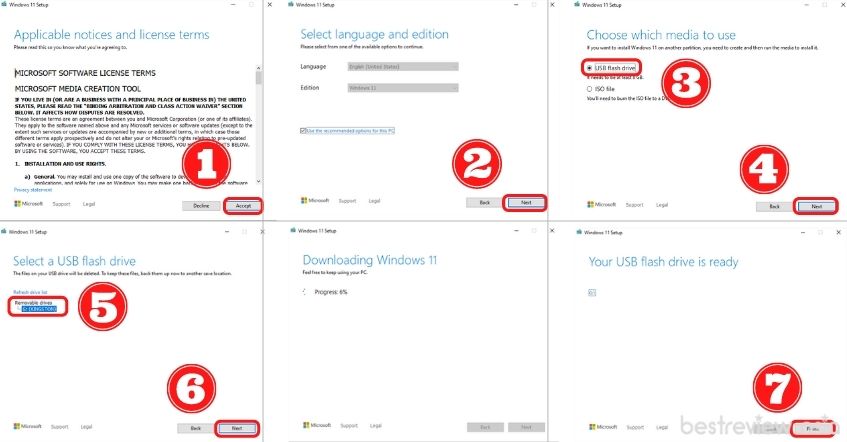 Windows 11 Setup
Applicable notices and license terms
Please read this so you know what you're agreeing to.
MICROSOFT SOFTWARE LICENSE TERMS
MICROSOFT MEDIA CREATION TOOL
IF YOU LIVE IN (OR ARE A BUSINESS WITH A PRINCIPAL PLACE OF BUSINESS IN) THE UNITED
STATES, PLEASE READ THE "BINDING ARBITRATION AND CLASS ACTION WAIVER" SECTION
BELOW. IT AFFECTS HOW DISPUTES ARE RESOLVED.
These license terms are an agreement between you and Microsoft Corporation (or one of its affiliates).
They apply to the software named above and any Microsoft services or software updates (except to the
extent such services or updates are accompanied by new or additional terms, in which case those
different terms apply prospectively and do not alter your or Microsoft's rights relating to pre-updated
software or services). IF YOU COMPLY WITH THESE LICENSE TERMS, YOU BELOW.
BY USING THE SOFTWARE, YOU ACCEPT THESE
1. INSTALLATION AND USE RIGHTS.
a) General. You may install and use one copy of the software to
applications, and solely for use on Windows. You may make one software
1
Privacy statement
Microsoft Support Legal Decline Accept
Windows 11 Setup
Select language and edition
Please select from one of the available options to continue.
Language English (United States)
Edition Windows 11
Use the recommended options for this PC
2
Microsoft Support Legal Back Next
Windows 11 Setup
Choose which media to use
If you want to install Windows 11 on another partition, you need to create and then run the media to install it.
USB flash drive
It needs to be at least 8 GB.
3
ISO file
You'll need to burn the ISO file to a
4
Microsoft Support Legal Back Next
Windows 11 Setup
Select a USB flash drive
The files on your USB drive will be deleted. To keep these files, back them up now to another save location.
Refresh drive list
Removable drives
G: (KINGSTON)
5
6
Microsoft Support Legal Back Next
Windows 11 Setup
Downloading Windows 11
Feel free to keep using your PC.
Progress: 6%
Microsoft Support Legal Back Next
Windows 11 Setup
Your USB flash drive is ready
7
Microsoft Support Legal